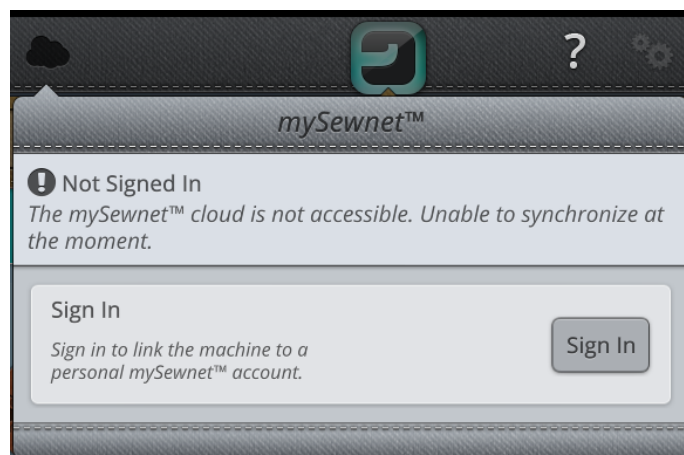 ?
mySewnet™
! Not Signed In
The mySewnet™ cloud is not accessible. Unable to synchronize at
the moment.
Sign In
Sign in to link the machine to a
personal mySewnet™ account.
Sign In